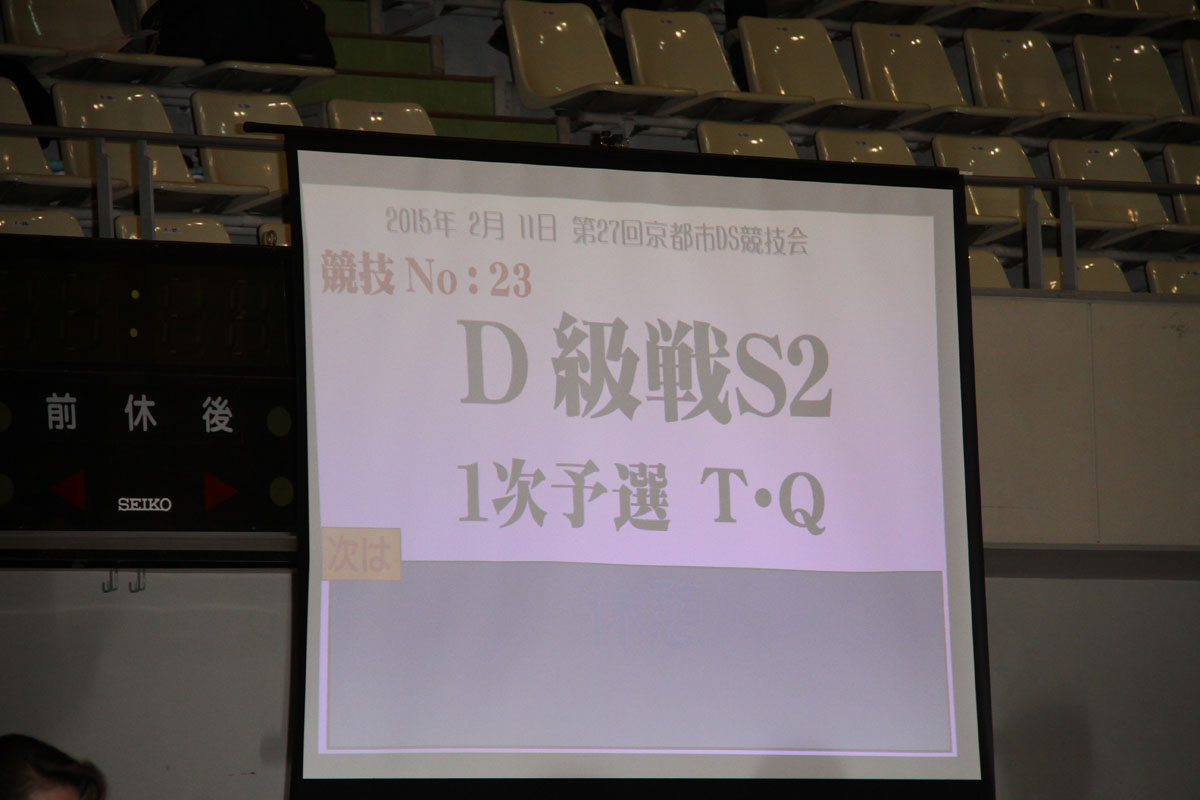 2015年 2月 11日 第27回京都市DS競技会
競技 No : 23
D 級戦S2
1次予選 T・Q
次は
休憩
前 休 後
SEIKO